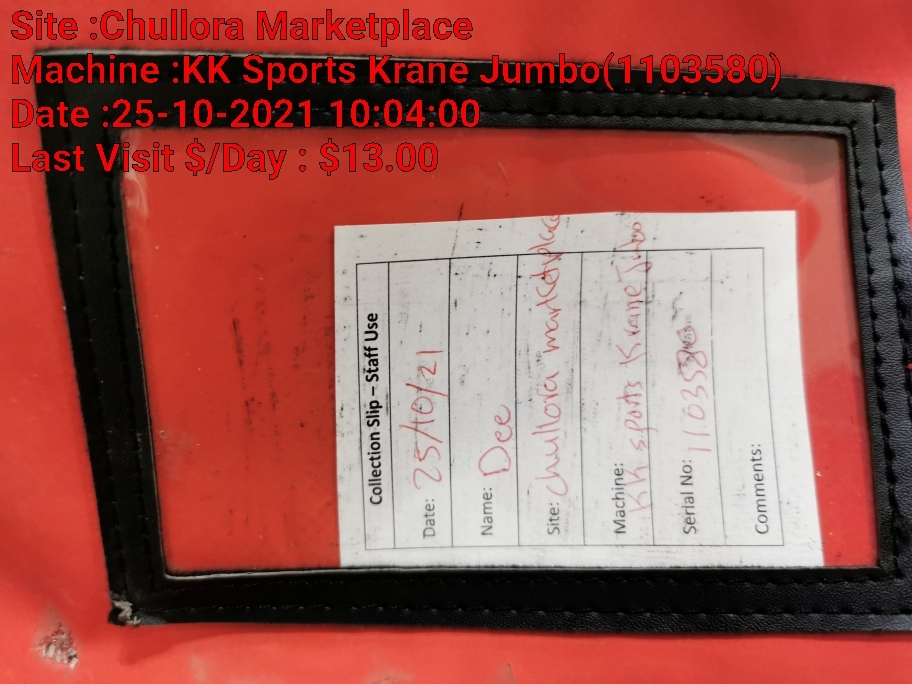 Site :Chullora Marketplace
Machine :KK Sports Krane Jumbo(1103580)
Date :25-10-2021 10:04:00
Last Visit $/Day : $13.00
Collection Slip – Staff Use
Date: 25/10/21
Name: Dee
Site: chullora marketplace
Machine:
KK sports Krane Jumbo
Serial No: 1103580
Comments: